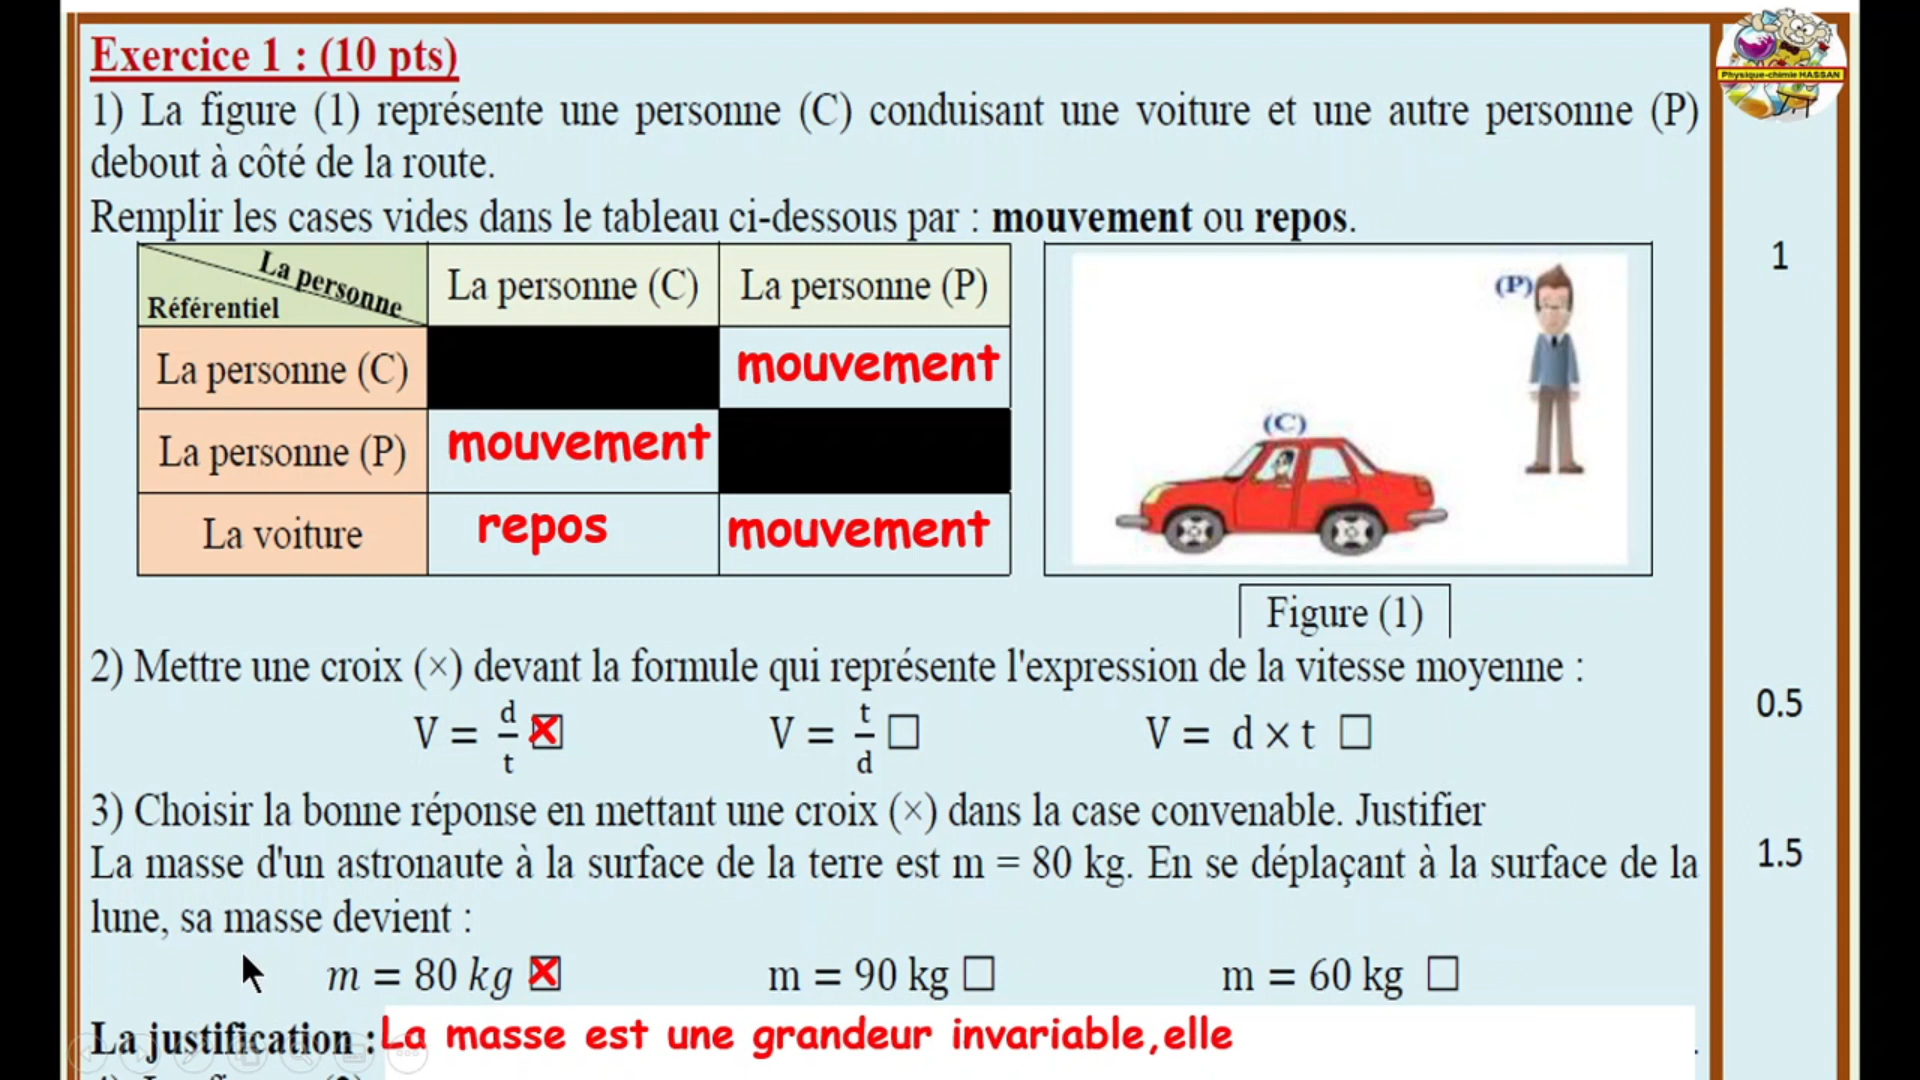 Exercice 1 : (10 pts)
Physique-chimie HASSAN
1) La figure (1) représente une personne (C) conduisant une voiture et une autre personne (P)
debout à côté de la route.
Remplir les cases vides dans le tableau ci-dessous par : mouvement ou repos.
1
La personne
Référentiel
La personne (C)
La personne (P)
La personne (C)
mouvement
La personne (P)
mouvement
La voiture
repos
mouvement
(P)
(C)
Figure (1)
2) Mettre une croix (×) devant la formule qui représente l'expression de la vitesse moyenne :
0.5
V = d/t ☒ V = t/d ☐ V = d × t ☐
3) Choisir la bonne réponse en mettant une croix (×) dans la case convenable. Justifier
La masse d'un astronaute à la surface de la terre est m = 80 kg. En se déplaçant à la surface de la
1.5
lune, sa masse devient :
m = 80 kg ☒ m = 90 kg ☐ m = 60 kg ☐
La justification : La masse est une grandeur invariable,elle